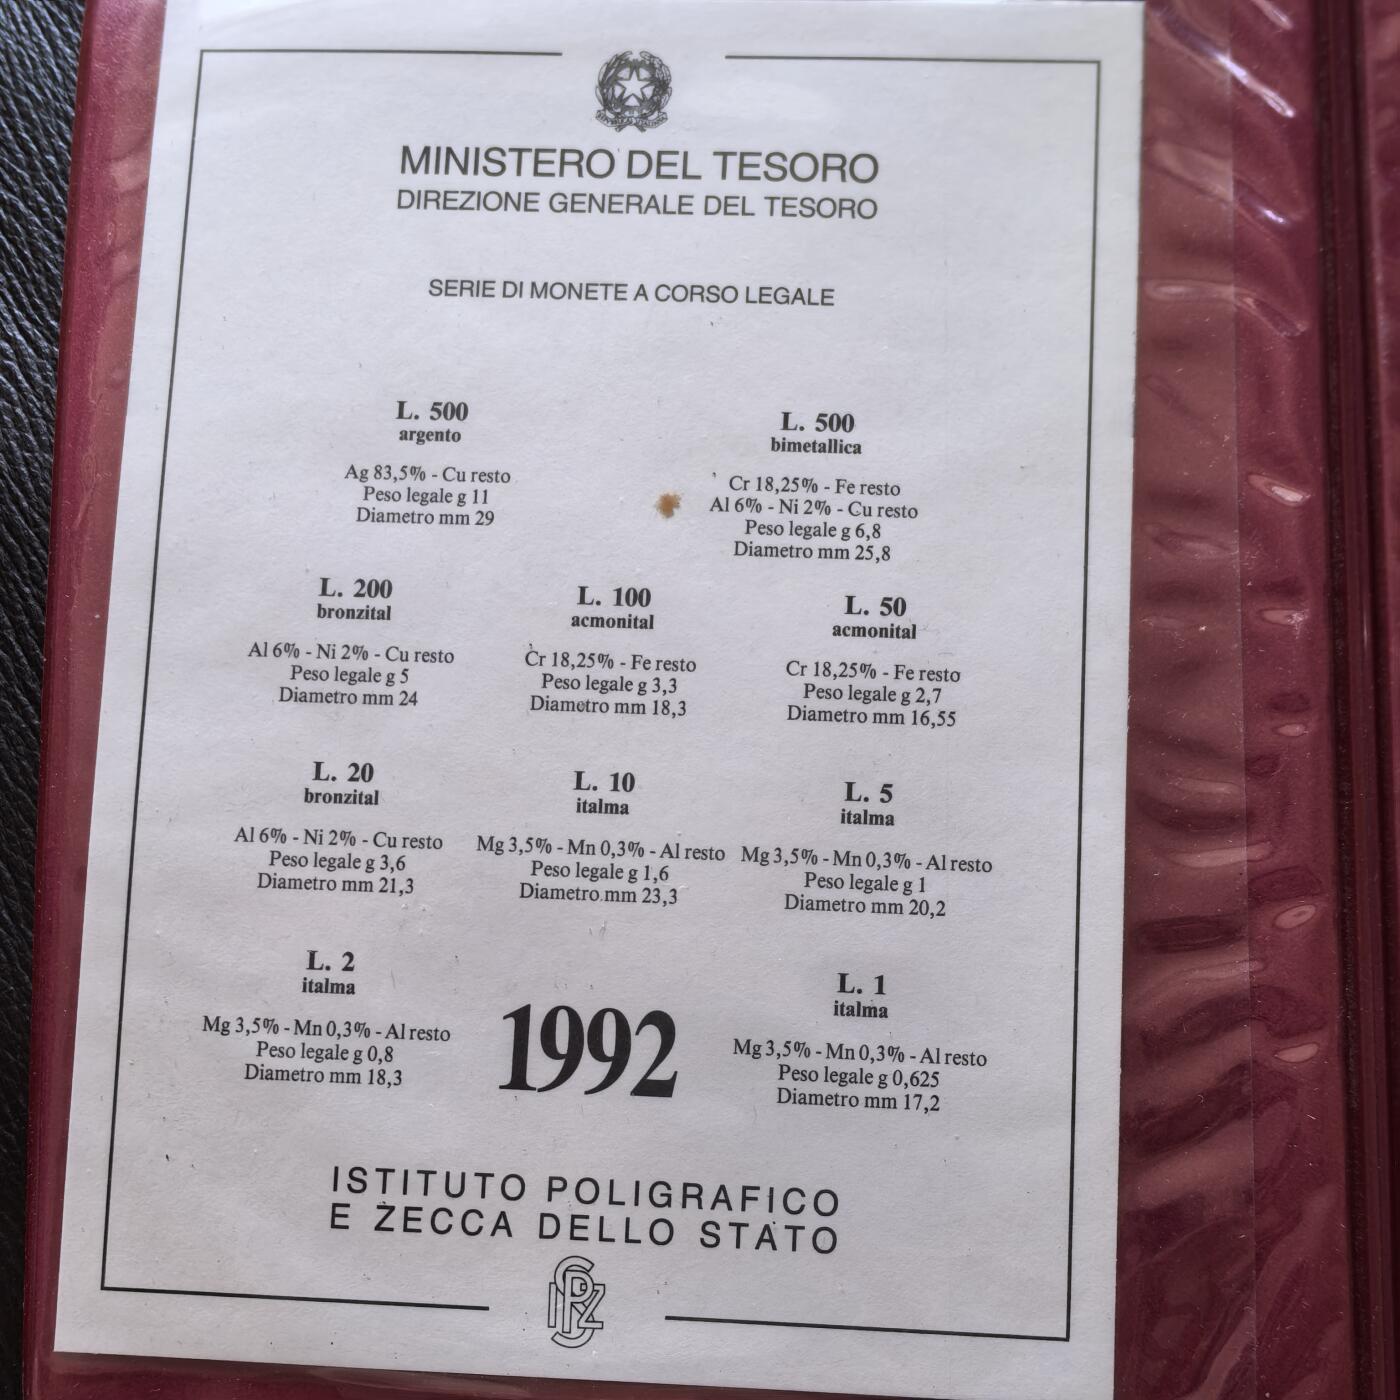 MINISTERO DEL TESORO
DIREZIONE GENERALE DEL TESORO
SERIE DI MONETE A CORSO LEGALE
L. 500
argento
Ag 83,5% - Cu resto
Peso legale g 11
Diametro mm 29
L. 500
bimetallica
Cr 18,25% - Fe resto
Al 6% - Ni 2% - Cu resto
Peso legale g 6,8
Diametro mm 25,8
L. 200
bronzital
Al 6% - Ni 2% - Cu resto
Peso legale g 5
Diametro mm 24
L. 100
acmonital
Cr 18,25% - Fe resto
Peso legale g 3,3
Diametro mm 18,3
L. 50
acmonital
Cr 18,25% - Fe resto
Peso legale g 2,7
Diametro mm 16,55
L. 20
bronzital
Al 6% - Ni 2% - Cu resto
Peso legale g 3,6
Diametro mm 21,3
L. 10
italma
Mg 3,5% - Mn 0,3% - Al resto
Peso legale g 1,6
Diametro mm 23,3
L. 5
italma
Mg 3,5% - Mn 0,3% - Al resto
Peso legale g 1
Diametro mm 20,2
L. 2
italma
Mg 3,5% - Mn 0,3% - Al resto
Peso legale g 0,8
Diametro mm 18,3
1992
L. 1
italma
Mg 3,5% - Mn 0,3% - Al resto
Peso legale g 0,625
Diametro mm 17,2
ISTITUTO POLIGRAFICO
E ZECCA DELLO STATO